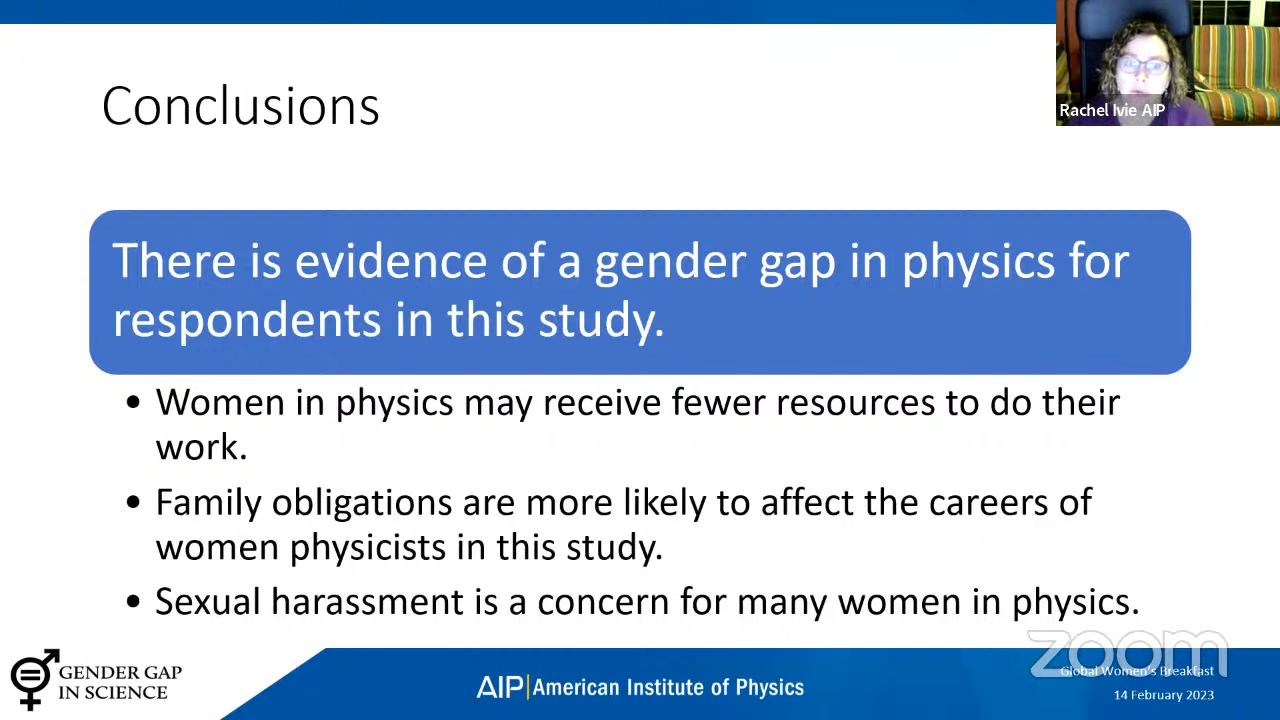 Conclusions
Rachel Ivie AIP
There is evidence of a gender gap in physics for
respondents in this study.
• Women in physics may receive fewer resources to do their
work.
• Family obligations are more likely to affect the careers of
women physicists in this study.
• Sexual harassment is a concern for many women in physics.
zoom
GENDER GAP
IN SCIENCE
AIP American Institute of Physics
Global Women's Breakfast
14 February 2023